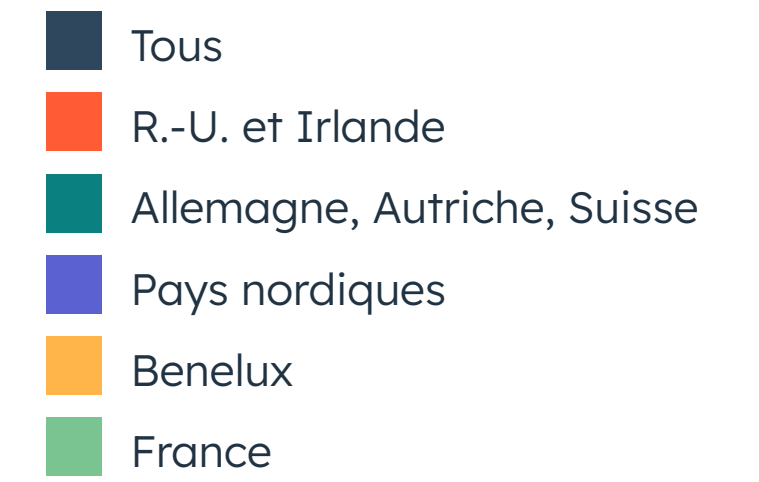 Tous
R.-U. et Irlande
Allemagne, Autriche, Suisse
Pays nordiques
Benelux
France